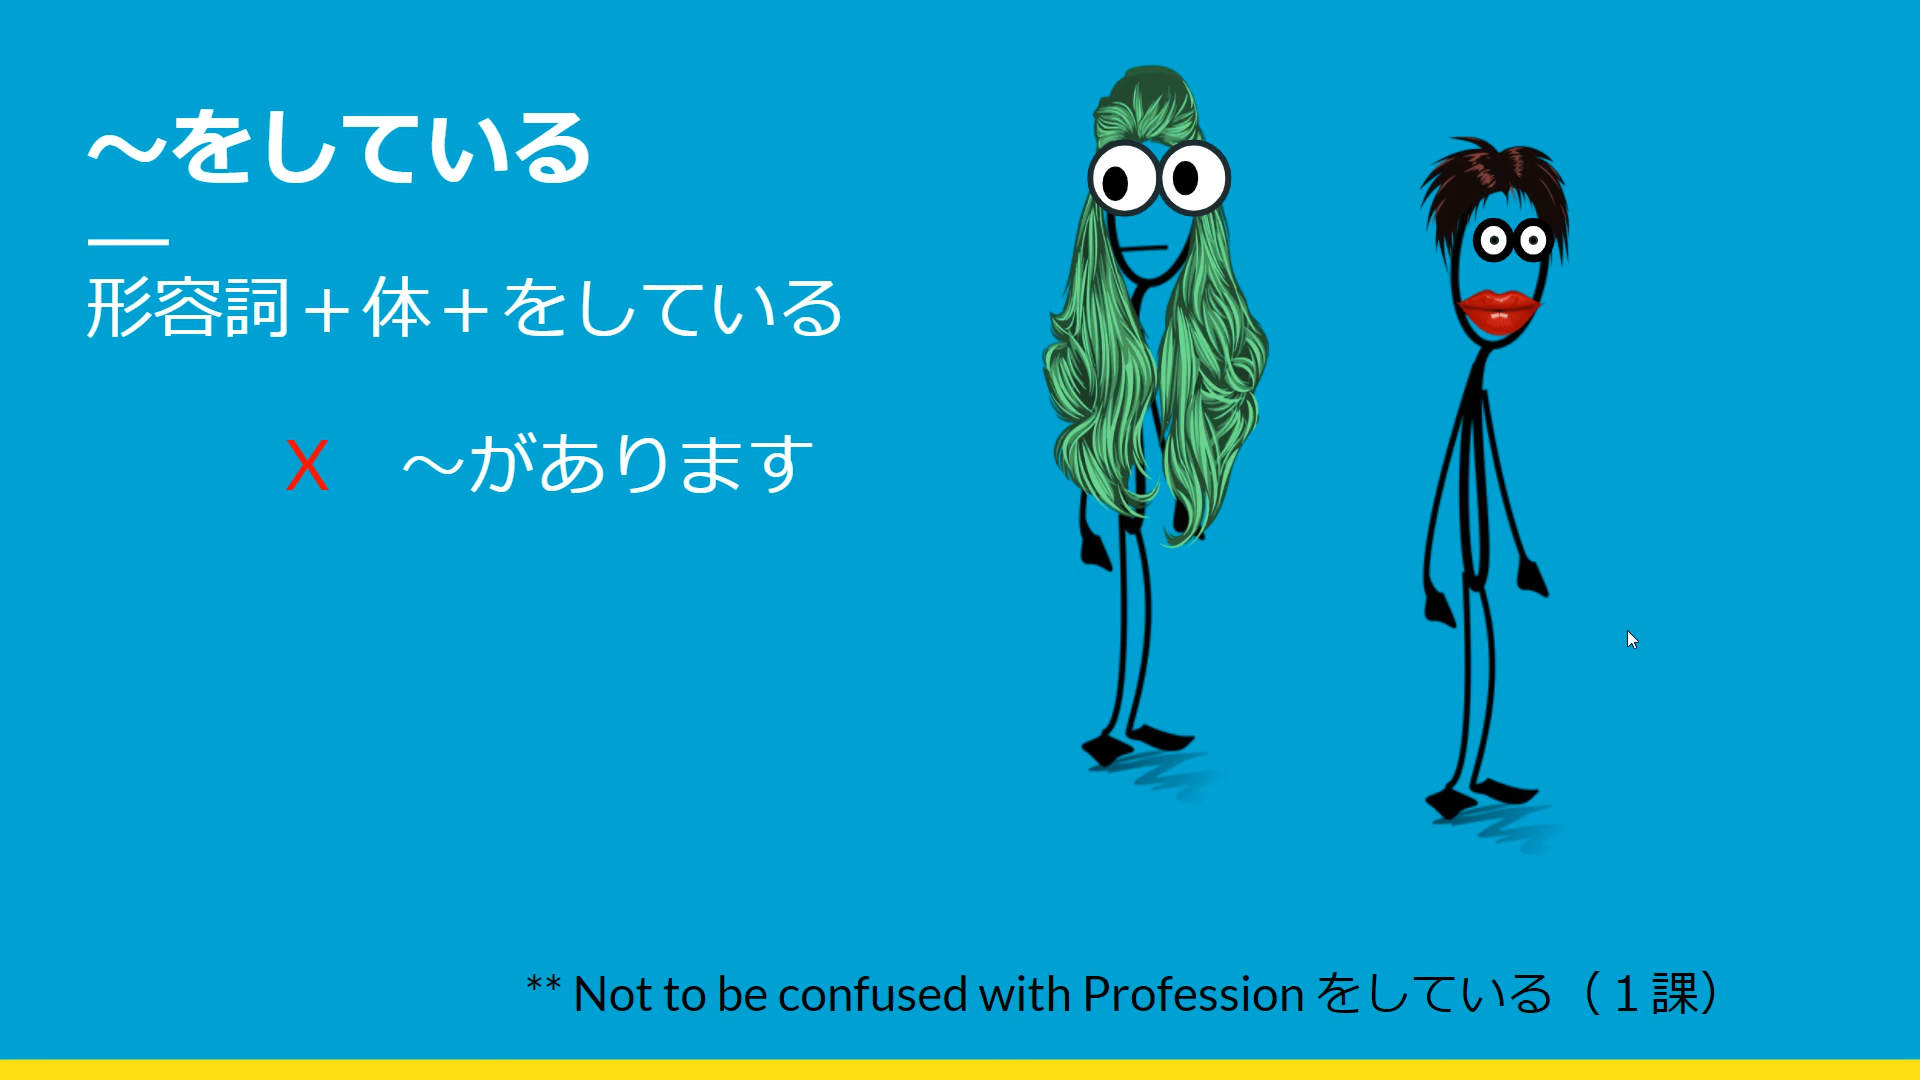 ～をしている
形容詞＋体＋をしている
X　～があります
** Not to be confused with Profession をしている（１課）